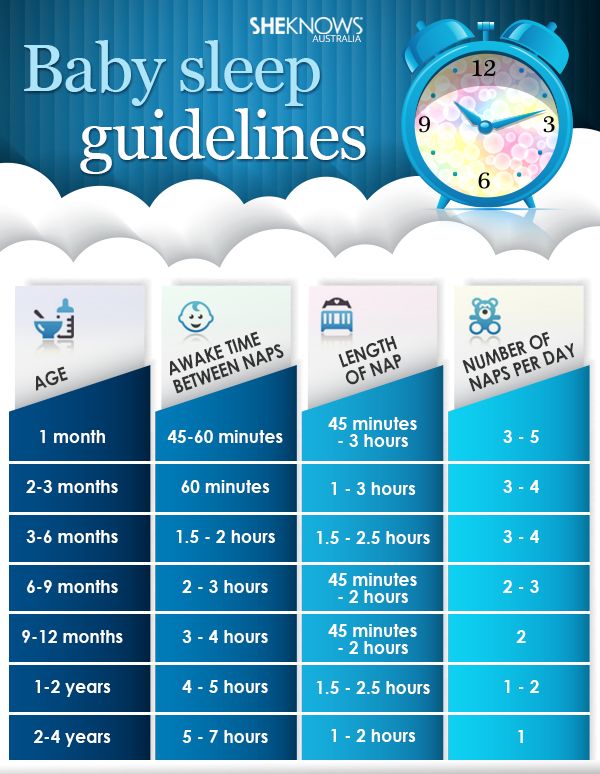 SHEKNOWS
AUSTRALIA
Baby sleep
guidelines
12
9
3
6
AGE
AWAKE TIME
BETWEEN NAPS
LENGTH
OF NAP
NUMBER OF
NAPS PER DAY
1 month
45-60 minutes
45 minutes
- 3 hours
3 - 5
2-3 months
60 minutes
1 - 3 hours
3 - 4
3-6 months
1.5 - 2 hours
1.5 - 2.5 hours
3 - 4
6-9 months
2 - 3 hours
45 minutes
- 2 hours
2 - 3
9-12 months
3 - 4 hours
45 minutes
- 2 hours
2
1-2 years
4 - 5 hours
1.5 - 2.5 hours
1 - 2
2-4 years
5 - 7 hours
1 - 2 hours
1